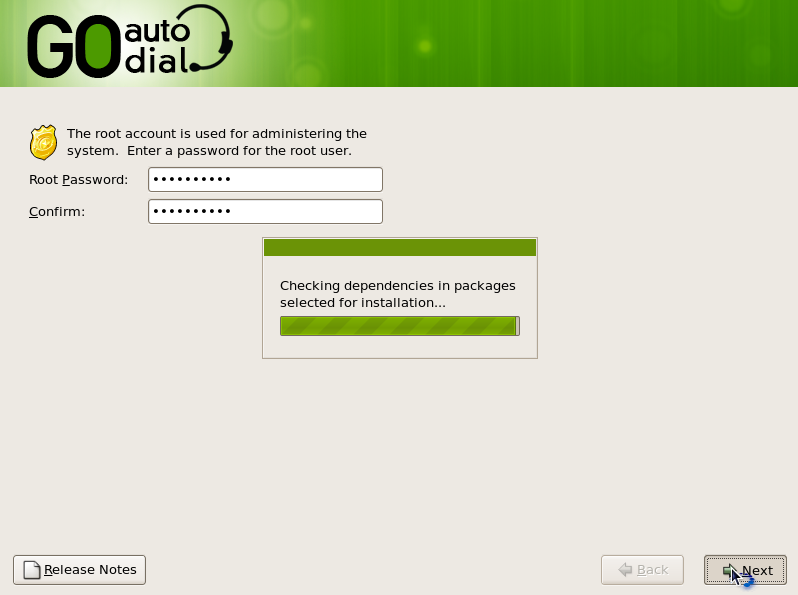 GO auto
dial
The root account is used for administering the
system.  Enter a password for the root user.
Root Password: ••••••••••
Confirm: ••••••••••
Checking dependencies in packages
selected for installation...
Release Notes
Back
Next